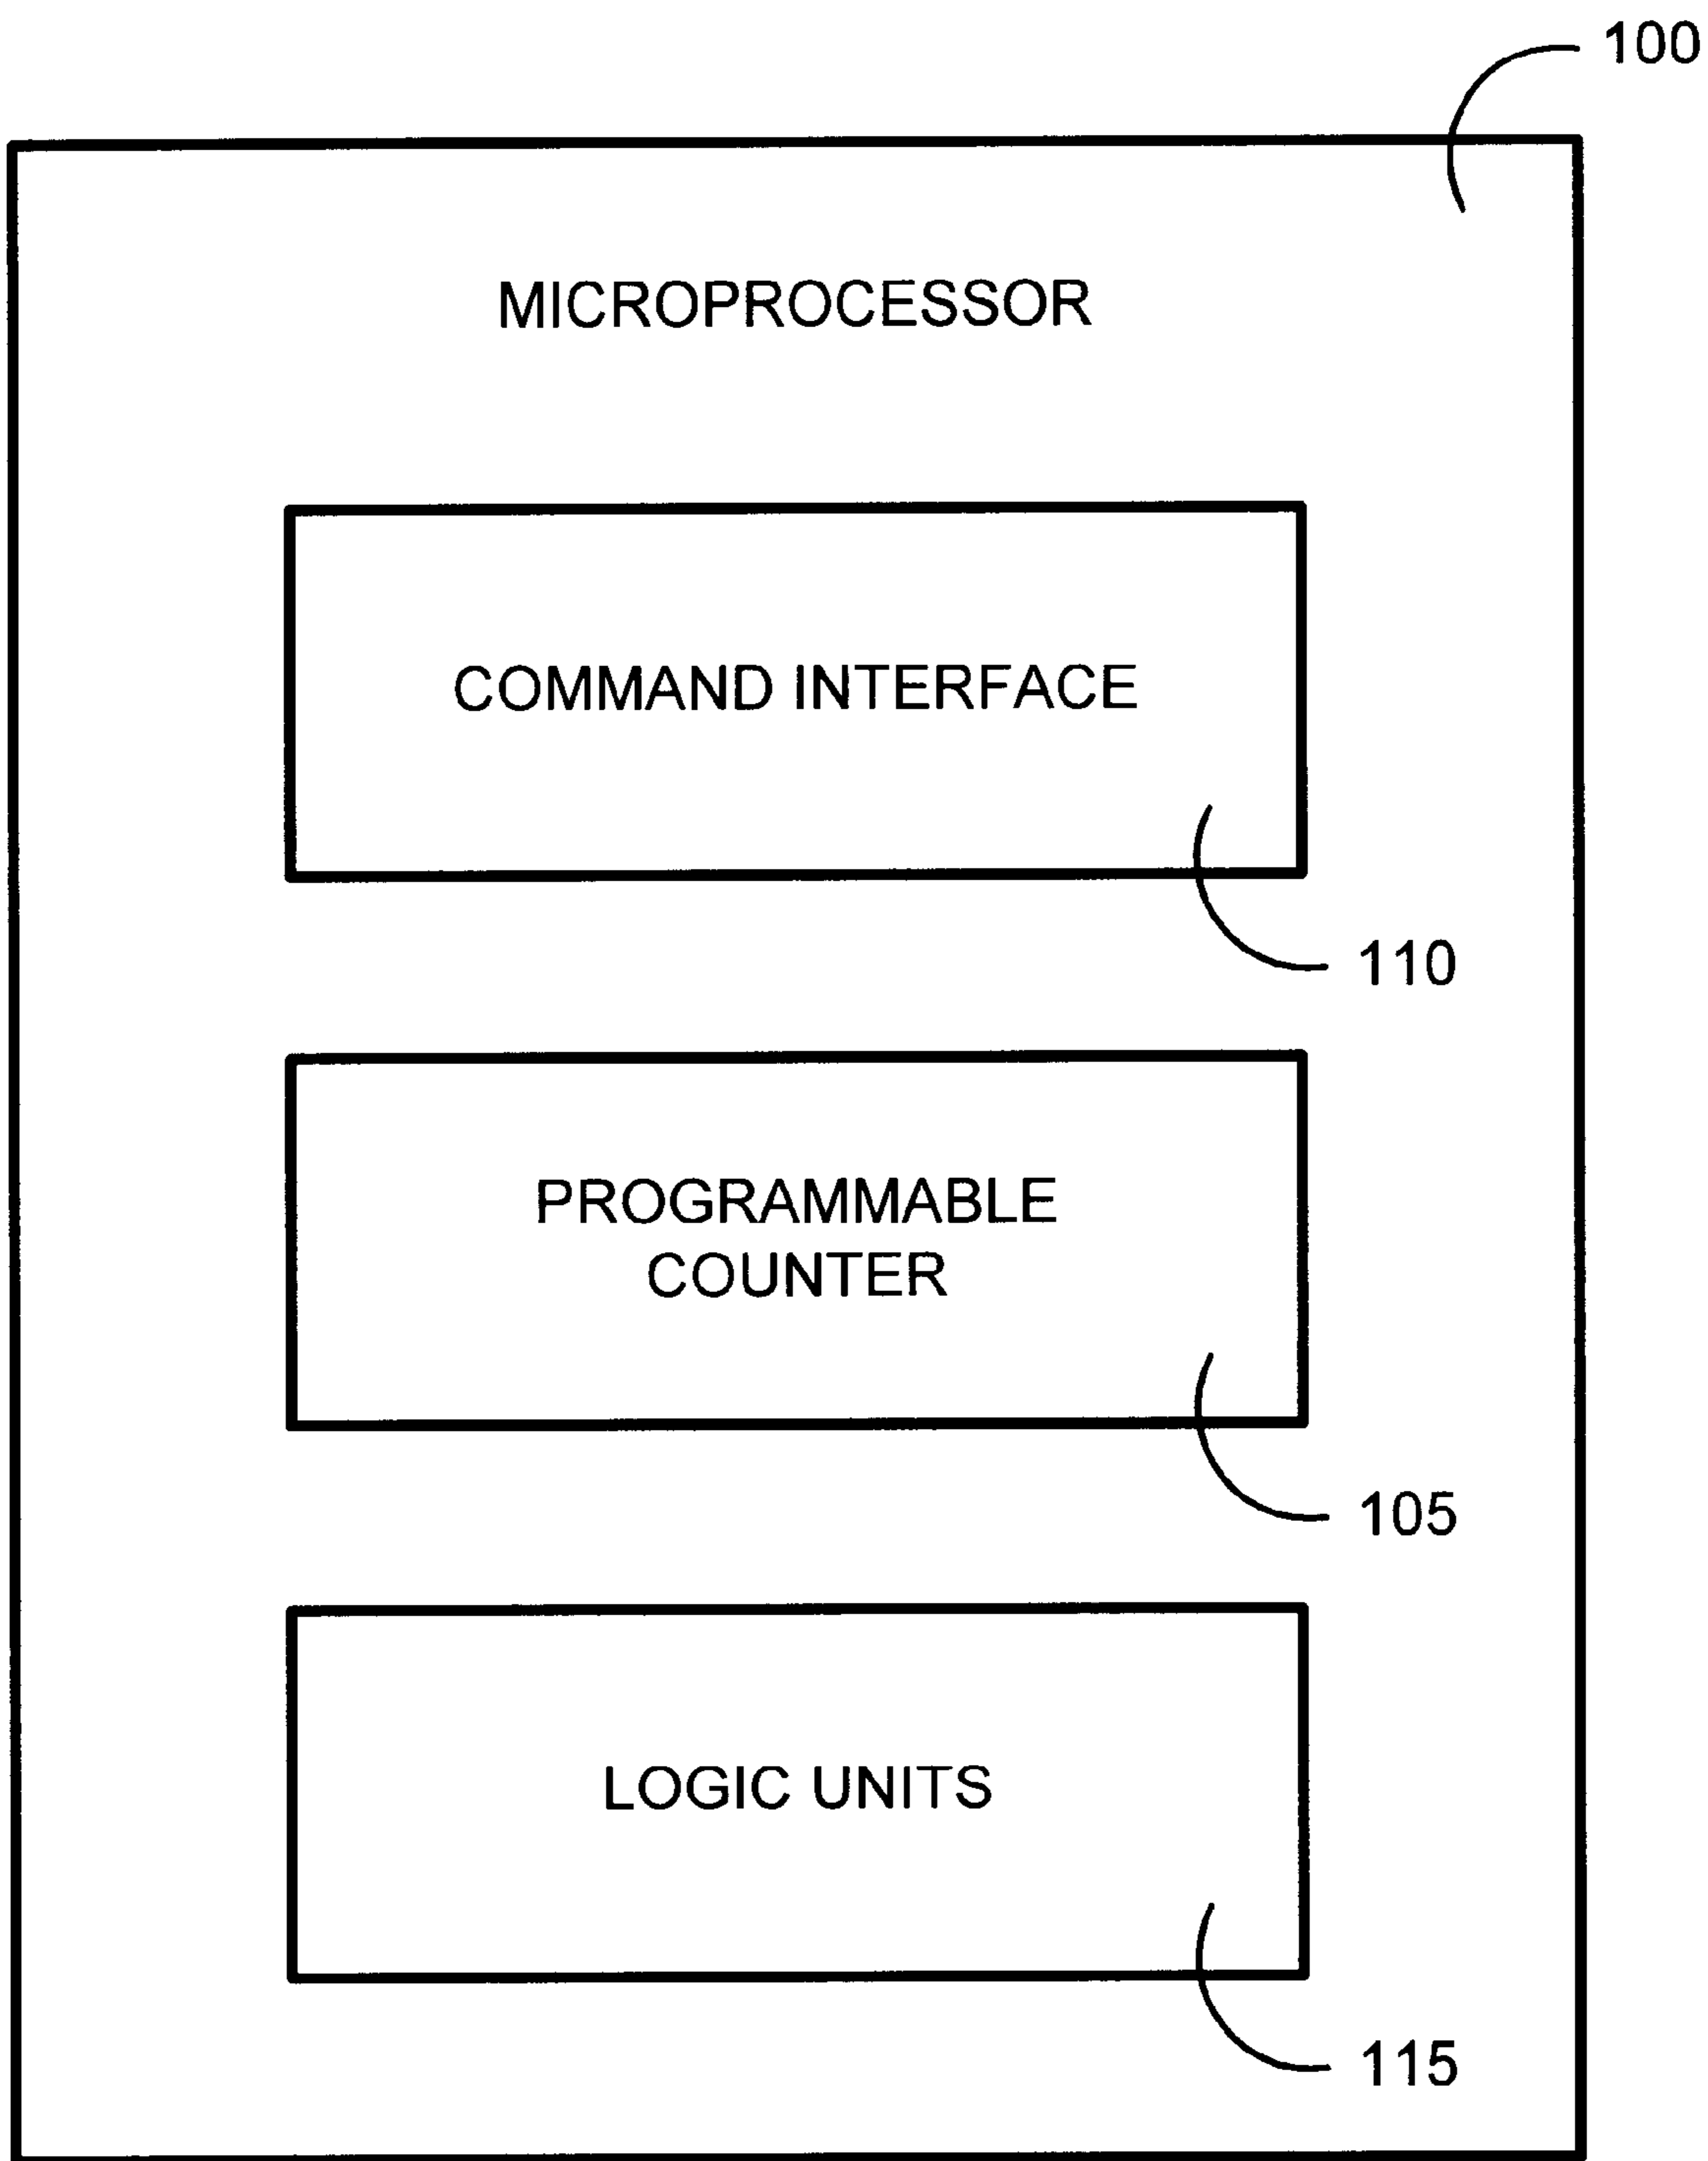 100
MICROPROCESSOR
COMMAND INTERFACE
110
PROGRAMMABLE
COUNTER
105
LOGIC UNITS
115